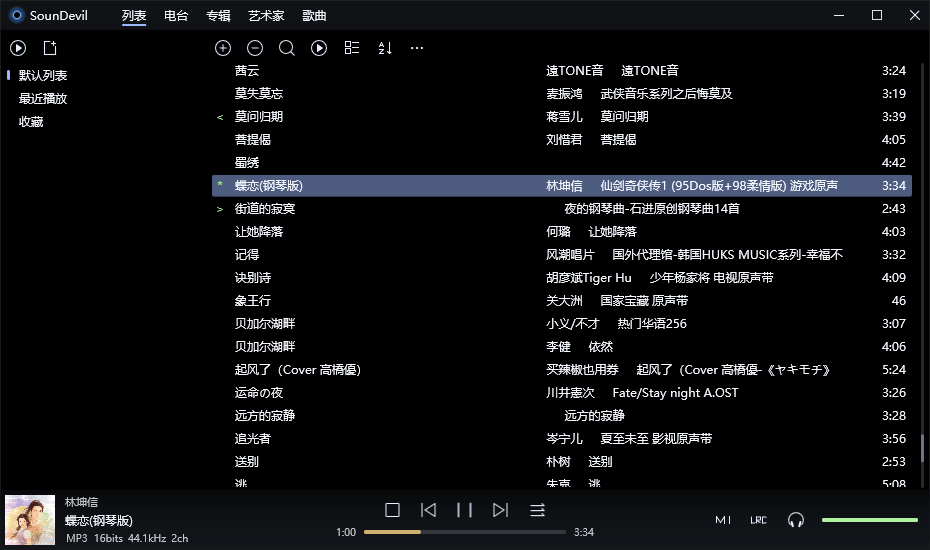 SounDevil 列表 电台 专辑 艺术家 歌曲
默认列表
最近播放
收藏
茜云 遠TONE音 遠TONE音 3:24
莫失莫忘 麦振鸿 武侠音乐系列之后悔莫及 3:19
< 莫问归期 蒋雪儿 莫问归期 3:39
菩提偈 刘惜君 菩提偈 4:05
蜀绣 4:42
* 蝶恋(钢琴版) 林坤信 仙剑奇侠传1 (95Dos版+98柔情版) 游戏原声 3:34
> 街道的寂寞 夜的钢琴曲-石进原创钢琴曲14首 2:43
让她降落 何璐 让她降落 4:03
记得 风潮唱片 国外代理馆-韩国HUKS MUSIC系列-幸福不 3:32
诀别诗 胡彦斌Tiger Hu 少年杨家将 电视原声带 4:09
象王行 关大洲 国家宝藏 原声带 46
贝加尔湖畔 小义/不才 热门华语256 3:07
贝加尔湖畔 李健 依然 4:06
起风了（Cover 高橋優） 买辣椒也用券 起风了（Cover 高橋優-《ヤキモチ》 5:24
运命の夜 川井憲次 Fate/Stay night A.OST 3:26
远方的寂静 远方的寂静 3:28
追光者 岑宁儿 夏至未至 影视原声带 3:56
送别 朴树 送别 2:53
逃 5:08
林坤信
蝶恋(钢琴版)
MP3 16bits 44.1kHz 2ch
1:00 3:34
MI LRC